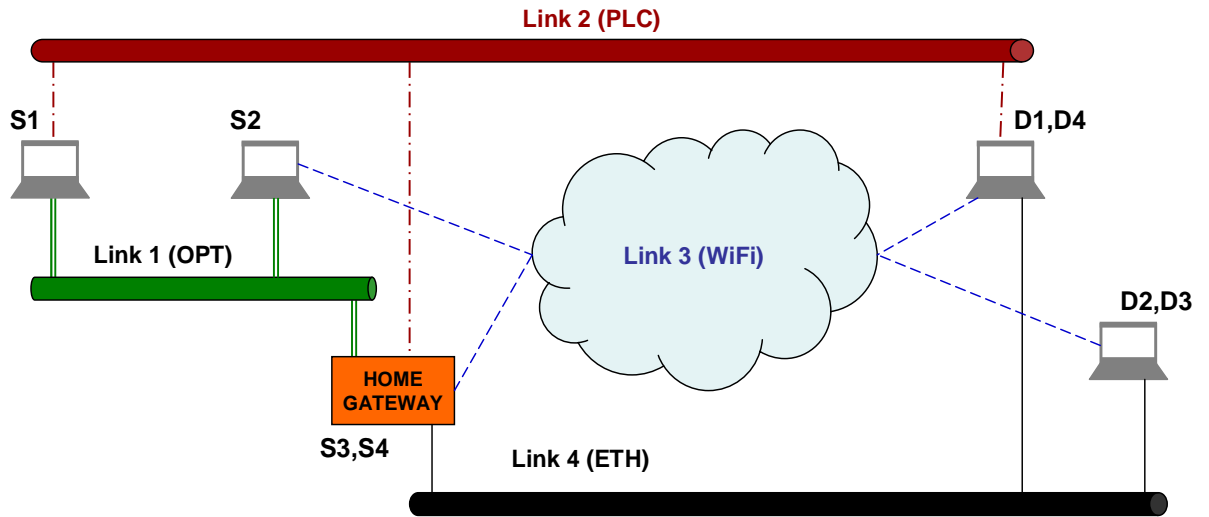 Link 2 (PLC)
S1
S2
D1,D4
Link 1 (OPT)
Link 3 (WiFi)
D2,D3
HOME
GATEWAY
S3,S4
Link 4 (ETH)